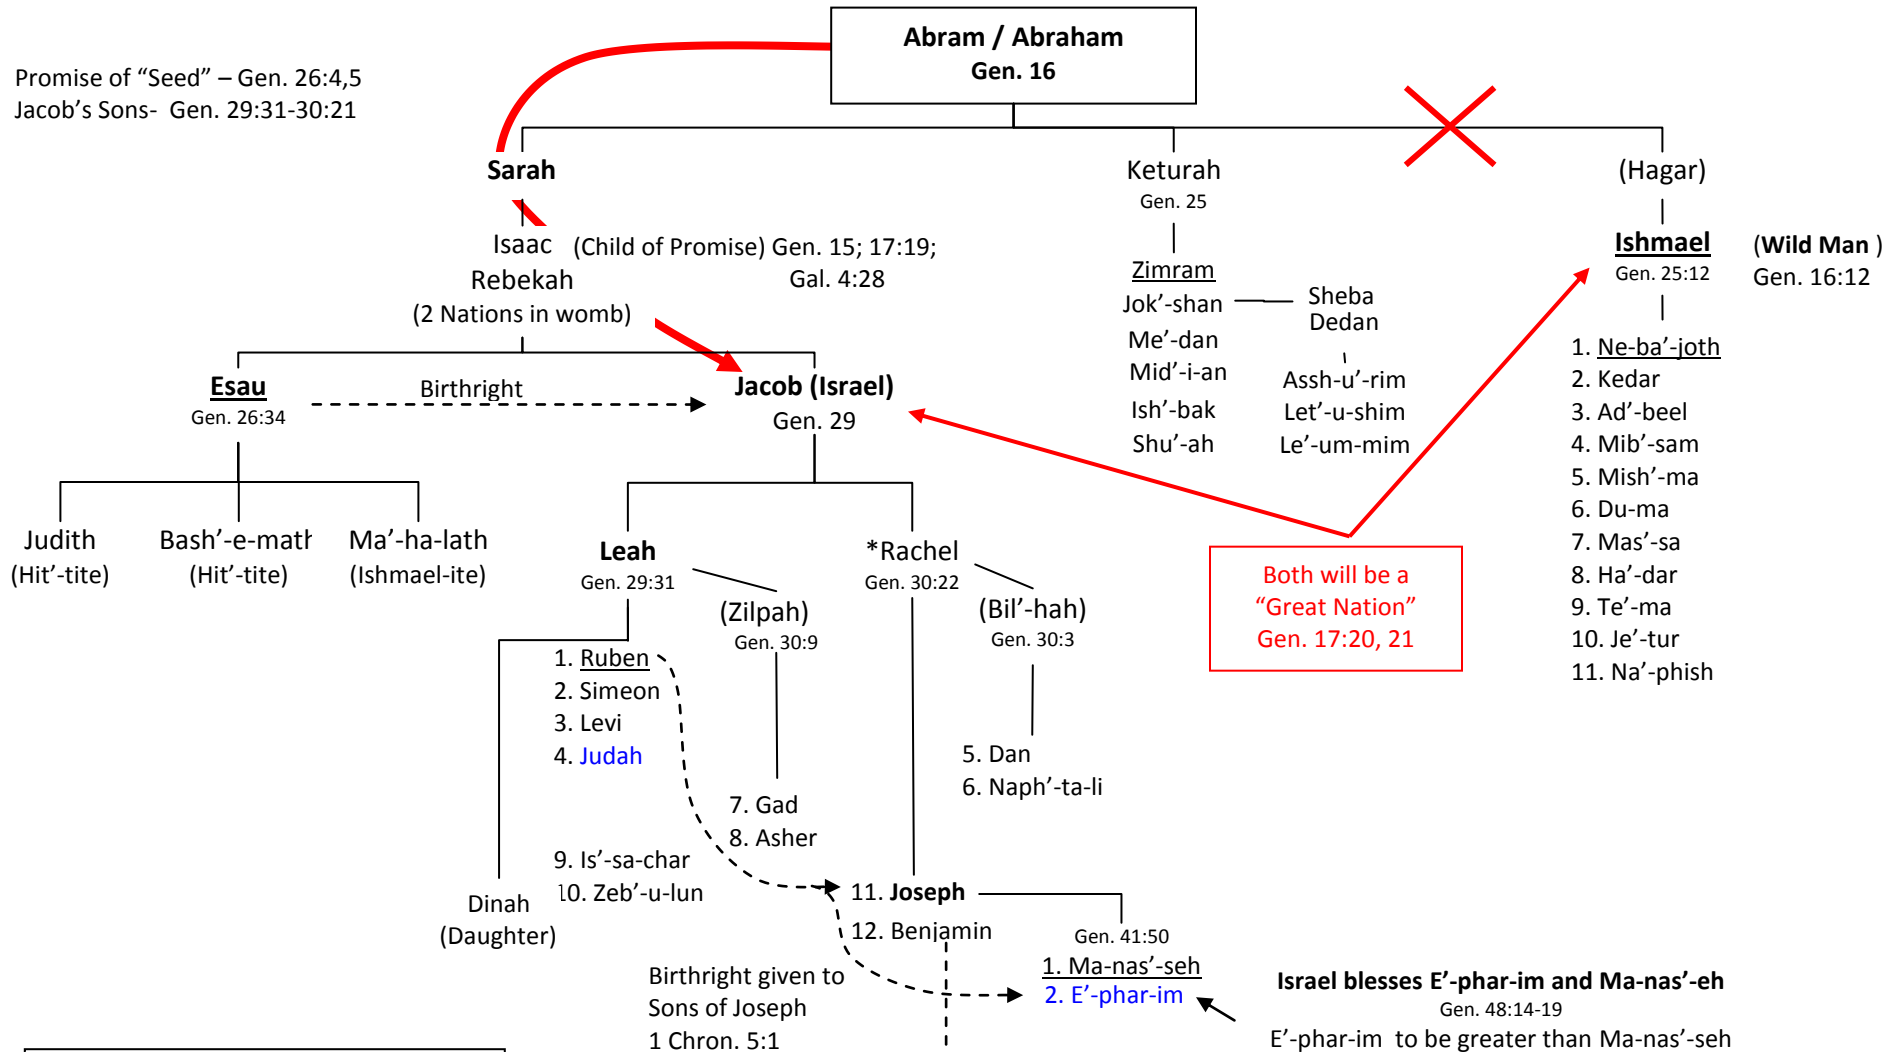 Abram / Abraham
Gen. 16
Promise of “Seed” – Gen. 26:4,5
Jacob’s Sons- Gen. 29:31-30:21
Sarah
Keturah
Gen. 25
(Hagar)
Isaac
(Child of Promise) Gen. 15; 17:19;
Gal. 4:28
Rebekah
(2 Nations in womb)
Zimram
Jok’-shan
Me’-dan
Mid’-i-an
Ish’-bak
Shu’-ah
Sheba
Dedan
Assh-u’-rim
Let’-u-shim
Le’-um-mim
Ishmael
Gen. 25:12
(Wild Man )
Gen. 16:12
1. Ne-ba’-joth
2. Kedar
3. Ad’-beel
4. Mib’-sam
5. Mish’-ma
6. Du-ma
7. Mas’-sa
8. Ha’-dar
9. Te’-ma
10. Je’-tur
11. Na’-phish
Esau
Gen. 26:34
Birthright
Jacob (Israel)
Gen. 29
Judith
(Hit’-tite)
Bash’-e-math
(Hit’-tite)
Ma’-ha-lath
(Ishmael-ite)
Leah
Gen. 29:31
(Zilpah)
Gen. 30:9
*Rachel
Gen. 30:22
(Bil’-hah)
Gen. 30:3
Both will be a
“Great Nation”
Gen. 17:20, 21
1. Ruben
2. Simeon
3. Levi
4. Judah
5. Dan
6. Naph’-ta-li
7. Gad
8. Asher
9. Is’-sa-char
10. Zeb’-u-lun
Dinah
(Daughter)
11. Joseph
12. Benjamin
Gen. 41:50
1. Ma-nas’-seh
2. E’-phar-im
Birthright given to
Sons of Joseph
1 Chron. 5:1
Israel blesses E’-phar-im and Ma-nas’-eh
Gen. 48:14-19
E’-phar-im to be greater than Ma-nas’-seh